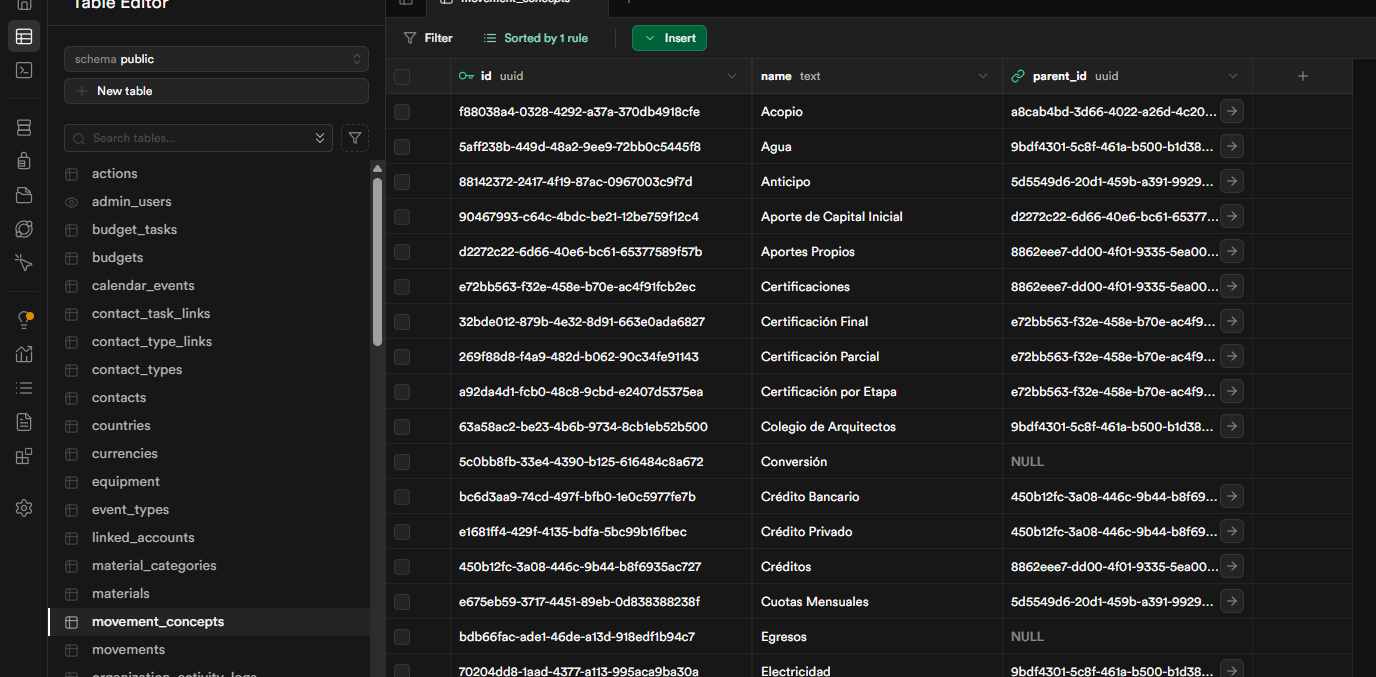 Table Editor
movement_concepts
schema public
New table
Search tables...
actions
admin_users
budget_tasks
budgets
calendar_events
contact_task_links
contact_type_links
contact_types
contacts
countries
currencies
equipment
event_types
linked_accounts
material_categories
materials
movement_concepts
movements
organization_activity_logs
Filter Sorted by 1 rule Insert
id uuid name text parent_id uuid
f88038a4-0328-4292-a37a-370db4918cfe Acopio a8cab4bd-3d66-4022-a26d-4c20...
5aff238b-449d-48a2-9ee9-72bb0c5445f8 Agua 9bdf4301-5c8f-461a-b500-b1d38...
88142372-2417-4f19-87ac-0967003c9f7d Anticipo 5d5549d6-20d1-459b-a391-9929...
90467993-c64c-4bdc-be21-12be759f12c4 Aporte de Capital Inicial d2272c22-6d66-40e6-bc61-65377...
d2272c22-6d66-40e6-bc61-65377589f57b Aportes Propios 8862eee7-dd00-4f01-9335-5ea00...
e72bb563-f32e-458e-b70e-ac4f91fcb2ec Certificaciones 8862eee7-dd00-4f01-9335-5ea00...
32bde012-879b-4e32-8d91-663e0ada6827 Certificación Final e72bb563-f32e-458e-b70e-ac4f9...
269f88d8-f4a9-482d-b062-90c34fe91143 Certificación Parcial e72bb563-f32e-458e-b70e-ac4f9...
a92da4d1-fcb0-48c8-9cbd-e2407d5375ea Certificación por Etapa e72bb563-f32e-458e-b70e-ac4f9...
63a58ac2-be23-4b6b-9734-8cb1eb52b500 Colegio de Arquitectos 9bdf4301-5c8f-461a-b500-b1d38...
5c0bb8fb-33e4-4390-b125-616484c8a672 Conversión NULL
bc6d3aa9-74cd-497f-bfb0-1e0c5977fe7b Crédito Bancario 450b12fc-3a08-446c-9b44-b8f69...
e1681ff4-429f-4135-bdfa-5bc99b16fbec Crédito Privado 450b12fc-3a08-446c-9b44-b8f69...
450b12fc-3a08-446c-9b44-b8f6935ac727 Créditos 8862eee7-dd00-4f01-9335-5ea00...
e675eb59-3717-4451-89eb-0d838388238f Cuotas Mensuales 5d5549d6-20d1-459b-a391-9929...
bdb66fac-ade1-46de-a13d-918edf1b94c7 Egresos NULL
70204dd8-1aad-4377-a113-995aca9ba30a Electricidad 9bdf4301-5c8f-461a-b500-b1d38...